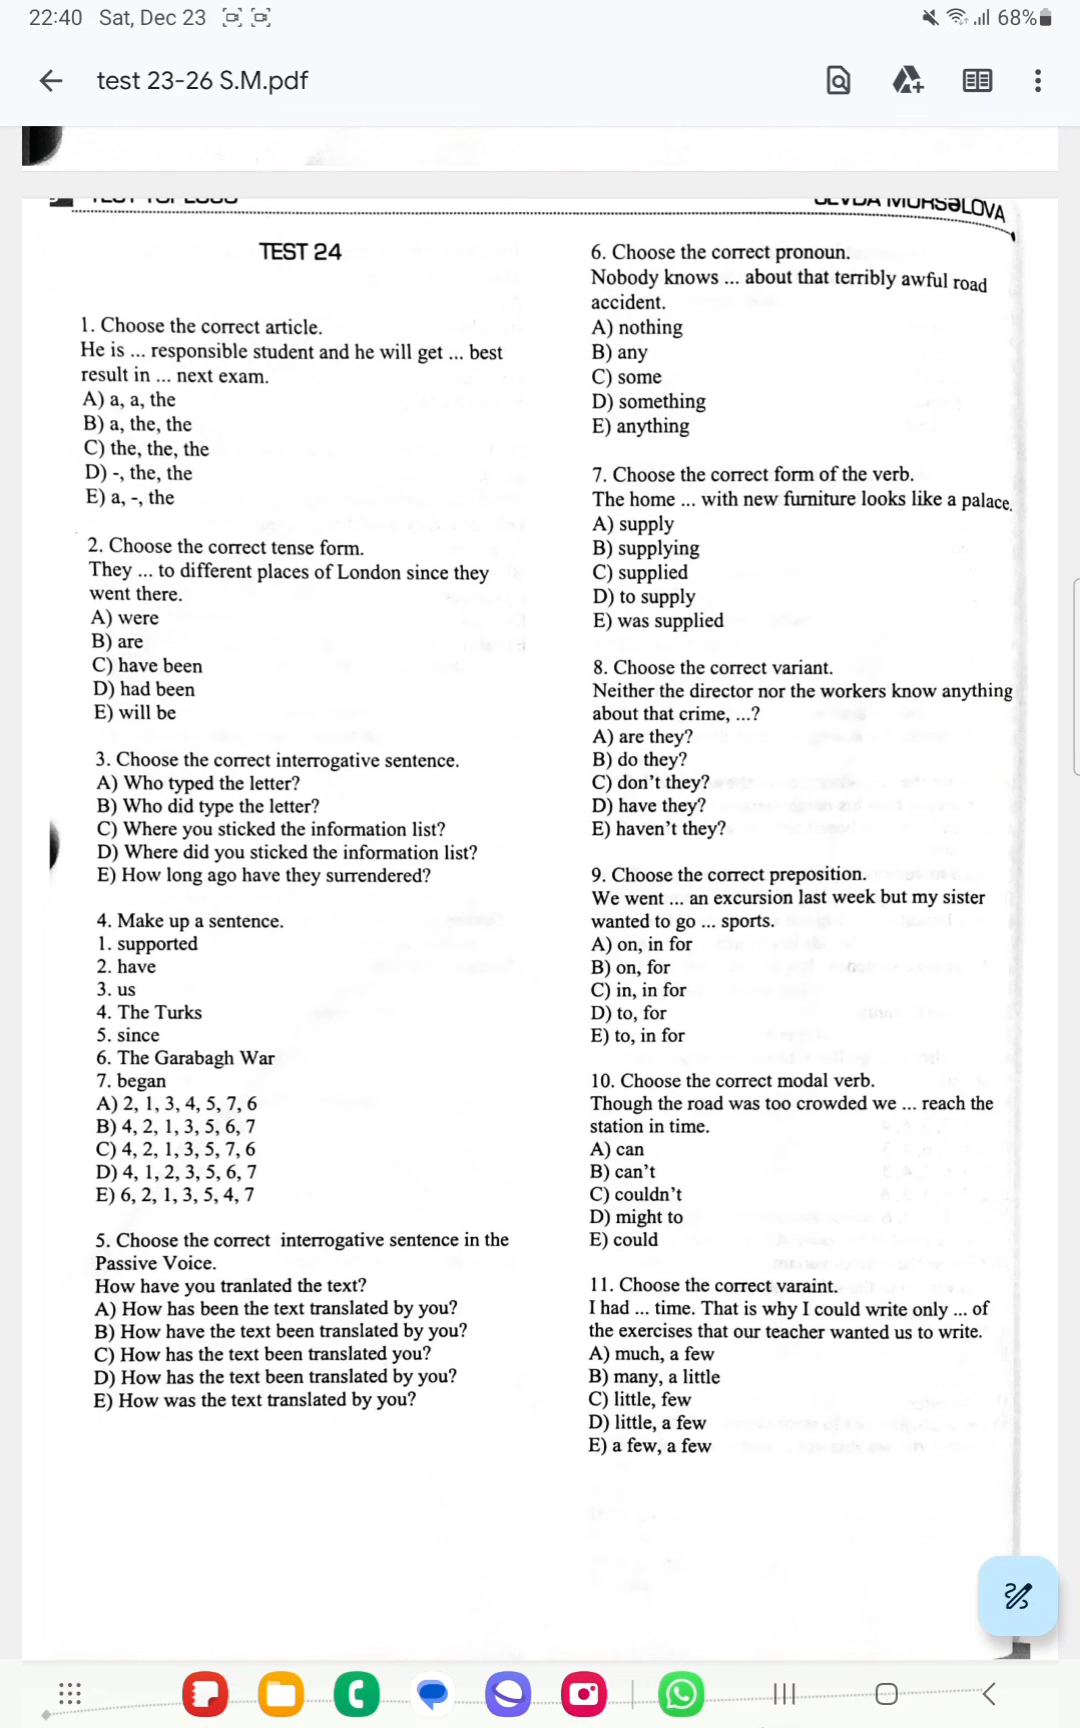 22:40 Sat, Dec 23
68%
test 23-26 S.M.pdf
TEST 24
1. Choose the correct article.
He is ... responsible student and he will get ... best
result in ... next exam.
A) a, a, the
B) a, the, the
C) the, the, the
D) -, the, the
E) a, -, the
2. Choose the correct tense form.
They ... to different places of London since they
went there.
A) were
B) are
C) have been
D) had been
E) will be
3. Choose the correct interrogative sentence.
A) Who typed the letter?
B) Who did type the letter?
C) Where you sticked the information list?
D) Where did you sticked the information list?
E) How long ago have they surrendered?
4. Make up a sentence.
1. supported
2. have
3. us
4. The Turks
5. since
6. The Garabagh War
7. began
A) 2, 1, 3, 4, 5, 7, 6
B) 4, 2, 1, 3, 5, 6, 7
C) 4, 2, 1, 3, 5, 7, 6
D) 4, 1, 2, 3, 5, 6, 7
E) 6, 2, 1, 3, 5, 4, 7
5. Choose the correct interrogative sentence in the
Passive Voice.
How have you tranlated the text?
A) How has been the text translated by you?
B) How have the text been translated by you?
C) How has the text been translated you?
D) How has the text been translated by you?
E) How was the text translated by you?
6. Choose the correct pronoun.
Nobody knows ... about that terribly awful road
accident.
A) nothing
B) any
C) some
D) something
E) anything
7. Choose the correct form of the verb.
The home ... with new furniture looks like a palace.
A) supply
B) supplying
C) supplied
D) to supply
E) was supplied
8. Choose the correct variant.
Neither the director nor the workers know anything
about that crime, ...?
A) are they?
B) do they?
C) don't they?
D) have they?
E) haven't they?
9. Choose the correct preposition.
We went ... an excursion last week but my sister
wanted to go ... sports.
A) on, in for
B) on, for
C) in, in for
D) to, for
E) to, in for
10. Choose the correct modal verb.
Though the road was too crowded we ... reach the
station in time.
A) can
B) can't
C) couldn't
D) might to
E) could
11. Choose the correct varaint.
I had ... time. That is why I could write only ... of
the exercises that our teacher wanted us to write.
A) much, a few
B) many, a little
C) little, few
D) little, a few
E) a few, a few